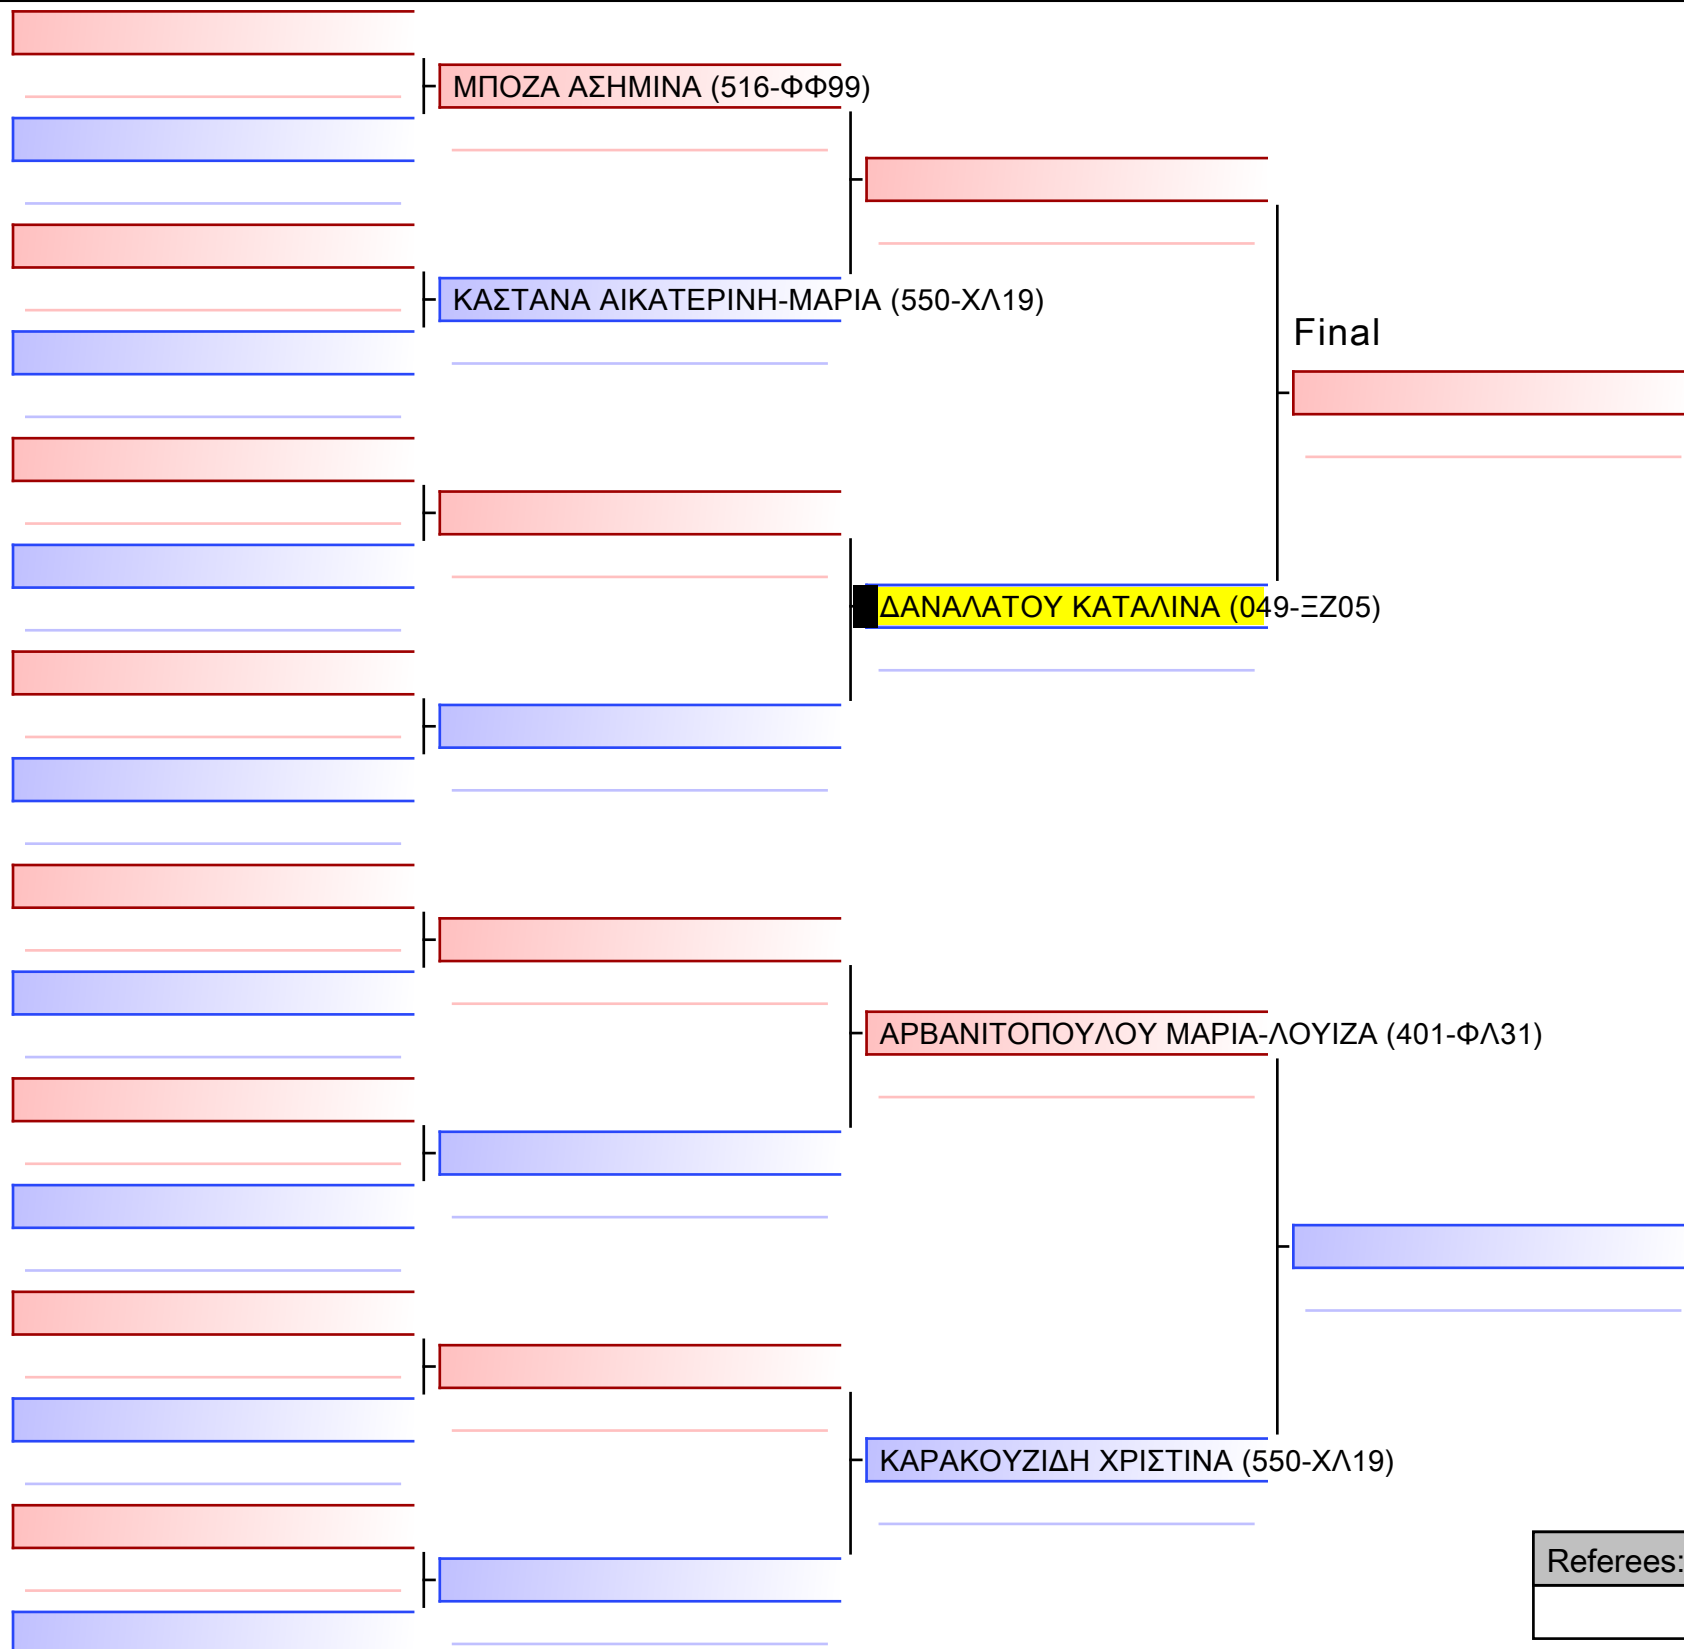 ΜΠΟΖΑ ΑΣΗΜΙΝΑ (516-ΦΦ99)
ΚΑΣΤΑΝΑ ΑΙΚΑΤΕΡΙΝΗ-ΜΑΡΙΑ (550-ΧΛ19)
Final
ΔΑΝΑΛΑΤΟΥ ΚΑΤΑΛΙΝΑ (049-ΞΖ05)
ΑΡΒΑΝΙΤΟΠΟΥΛΟΥ ΜΑΡΙΑ-ΛΟΥΙΖΑ (401-ΦΛ31)
ΚΑΡΑΚΟΥΖΙΔΗ ΧΡΙΣΤΙΝΑ (550-ΧΛ19)
Referees: